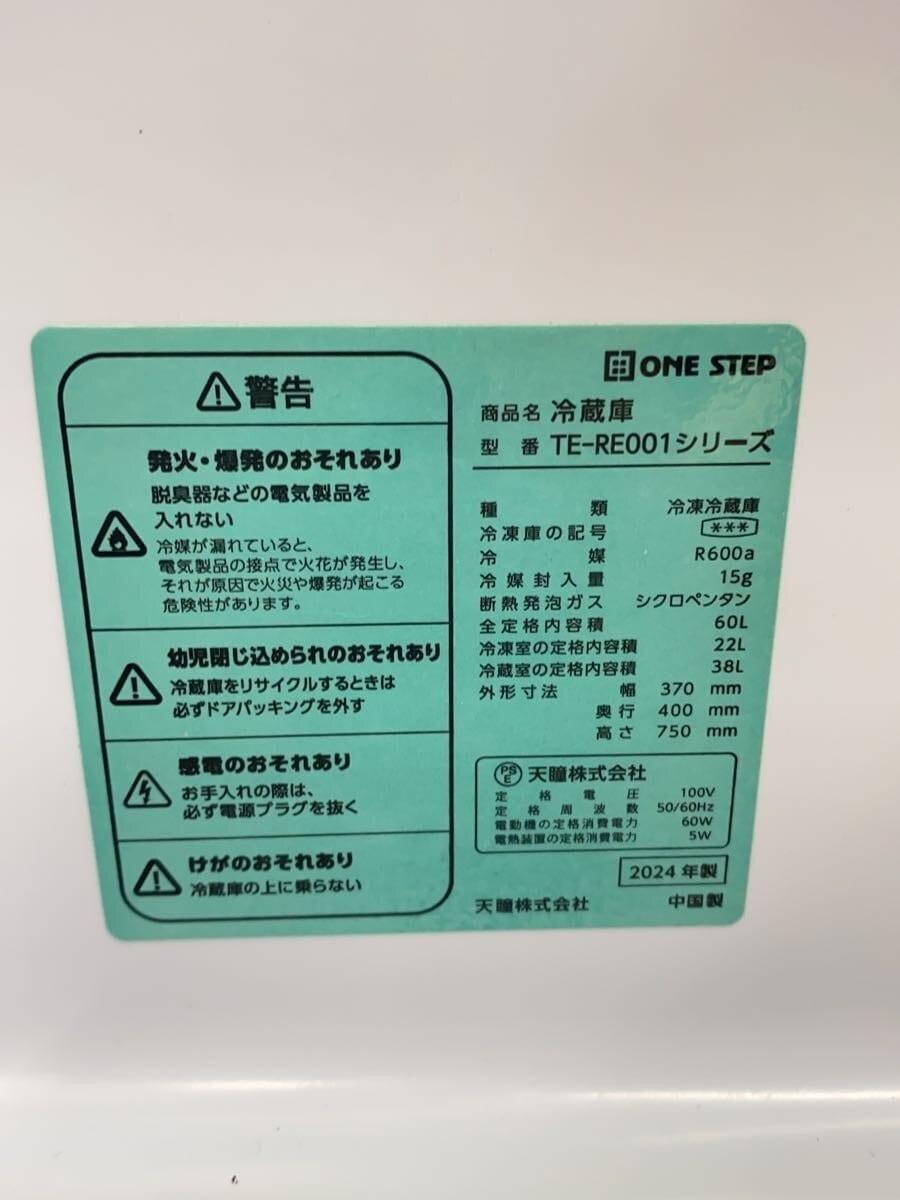 警告
発火・爆発のおそれあり
脱臭器などの電気製品を
入れない
冷媒が漏れていると、
電気製品の接点で火花が発生し、
それが原因で火災や爆発が起こる
危険性があります。
幼児閉じ込められのおそれあり
冷蔵庫をリサイクルするときは
必ずドアパッキングを外す
感電のおそれあり
お手入れの際は、
必ず電源プラグを抜く
けがのおそれあり
冷蔵庫の上に乗らない
ONE STEP
商品名 冷蔵庫
型番 TE-RE001シリーズ
種類 冷凍冷蔵庫
冷凍庫の記号 ***
冷媒 R600a
冷媒封入量 15g
断熱発泡ガス シクロペンタン
全定格内容積 60L
冷凍室の定格内容積 22L
冷蔵室の定格内容積 38L
外形寸法 幅 370 mm
奥行 400 mm
高さ 750 mm
PSE 天瞳株式会社
定格電圧 100V
定格周波数 50/60Hz
電動機の定格消費電力 60W
電熱装置の定格消費電力 5W
2024 年製
天瞳株式会社 中国製